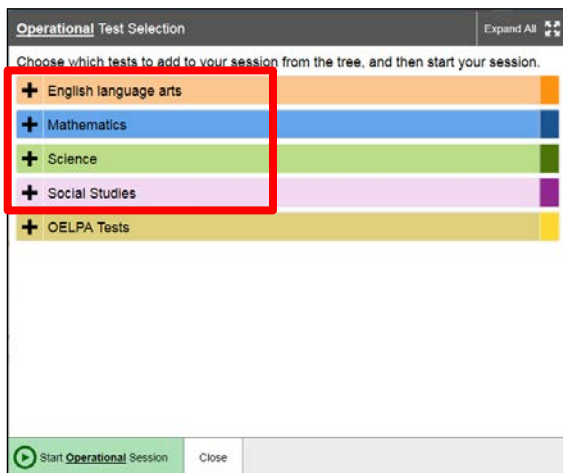 Operational Test Selection
Expand All
Choose which tests to add to your session from the tree, and then start your session.
English language arts
Mathematics
Science
Social Studies
OELPA Tests
Start Operational Session
Close